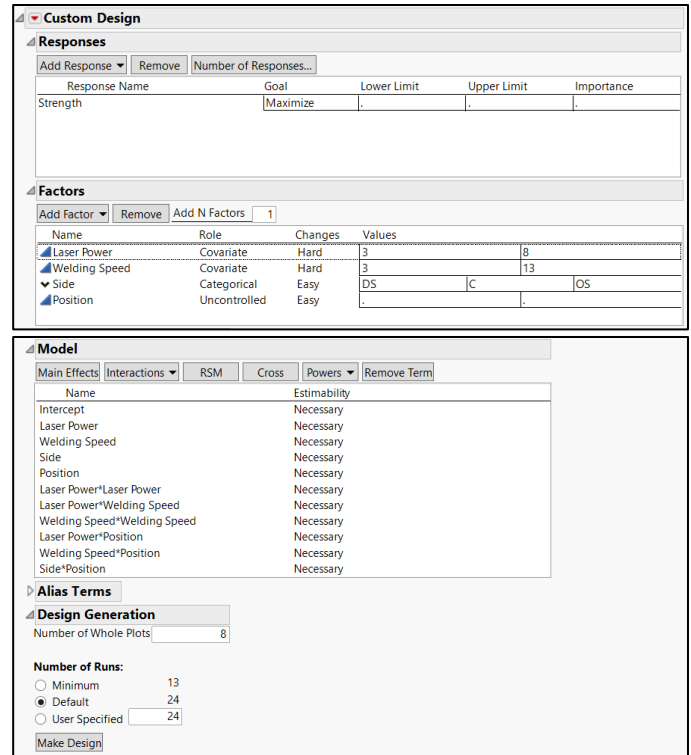 Custom Design
Responses
Add Response Remove Number of Responses...
Response Name Goal Lower Limit Upper Limit Importance
Strength Maximize . . .
Factors
Add Factor Remove Add N Factors 1
Name Role Changes Values
Laser Power Covariate Hard 3 8
Welding Speed Covariate Hard 3 13
Side Categorical Easy DS C OS
Position Uncontrolled Easy . .
Model
Main Effects Interactions RSM Cross Powers Remove Term
Name Estimability
Intercept Necessary
Laser Power Necessary
Welding Speed Necessary
Side Necessary
Position Necessary
Laser Power*Laser Power Necessary
Laser Power*Welding Speed Necessary
Welding Speed*Welding Speed Necessary
Laser Power*Position Necessary
Welding Speed*Position Necessary
Side*Position Necessary
Alias Terms
Design Generation
Number of Whole Plots 8
Number of Runs:
Minimum 13
Default 24
User Specified 24
Make Design